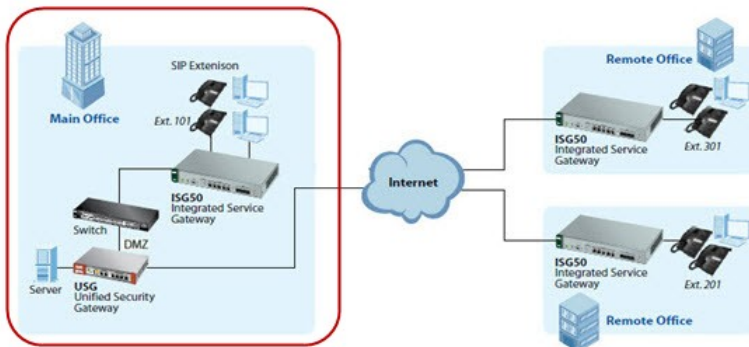 SIP Extenison
Main Office
Ext. 101
ISG50
Integrated Service
Gateway
Switch
DMZ
Server
USG
Unified Security
Gateway
Internet
Remote Office
ISG50
Integrated Service
Gateway
Ext. 301
ISG50
Integrated Service
Gateway
Ext. 201
Remote Office